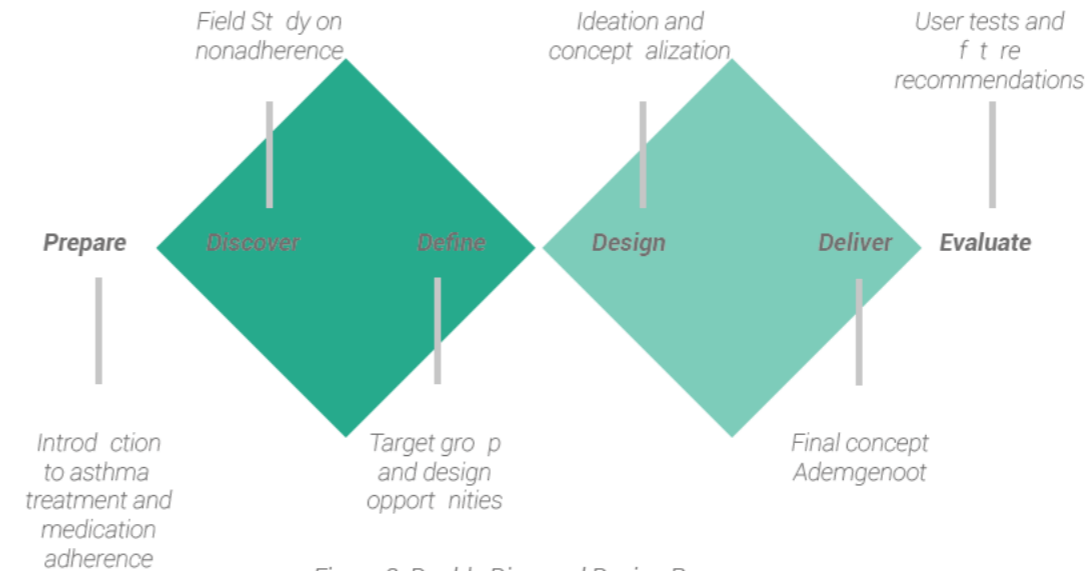 Field St dy on
nonadherence
Ideation and
concept alization
User tests and
f t re
recommendations
Prepare
Discover
Define
Design
Deliver
Evaluate
Introd ction
to asthma
treatment and
medication
adherence
Target gro p
and design
opport nities
Final concept
Ademgenoot